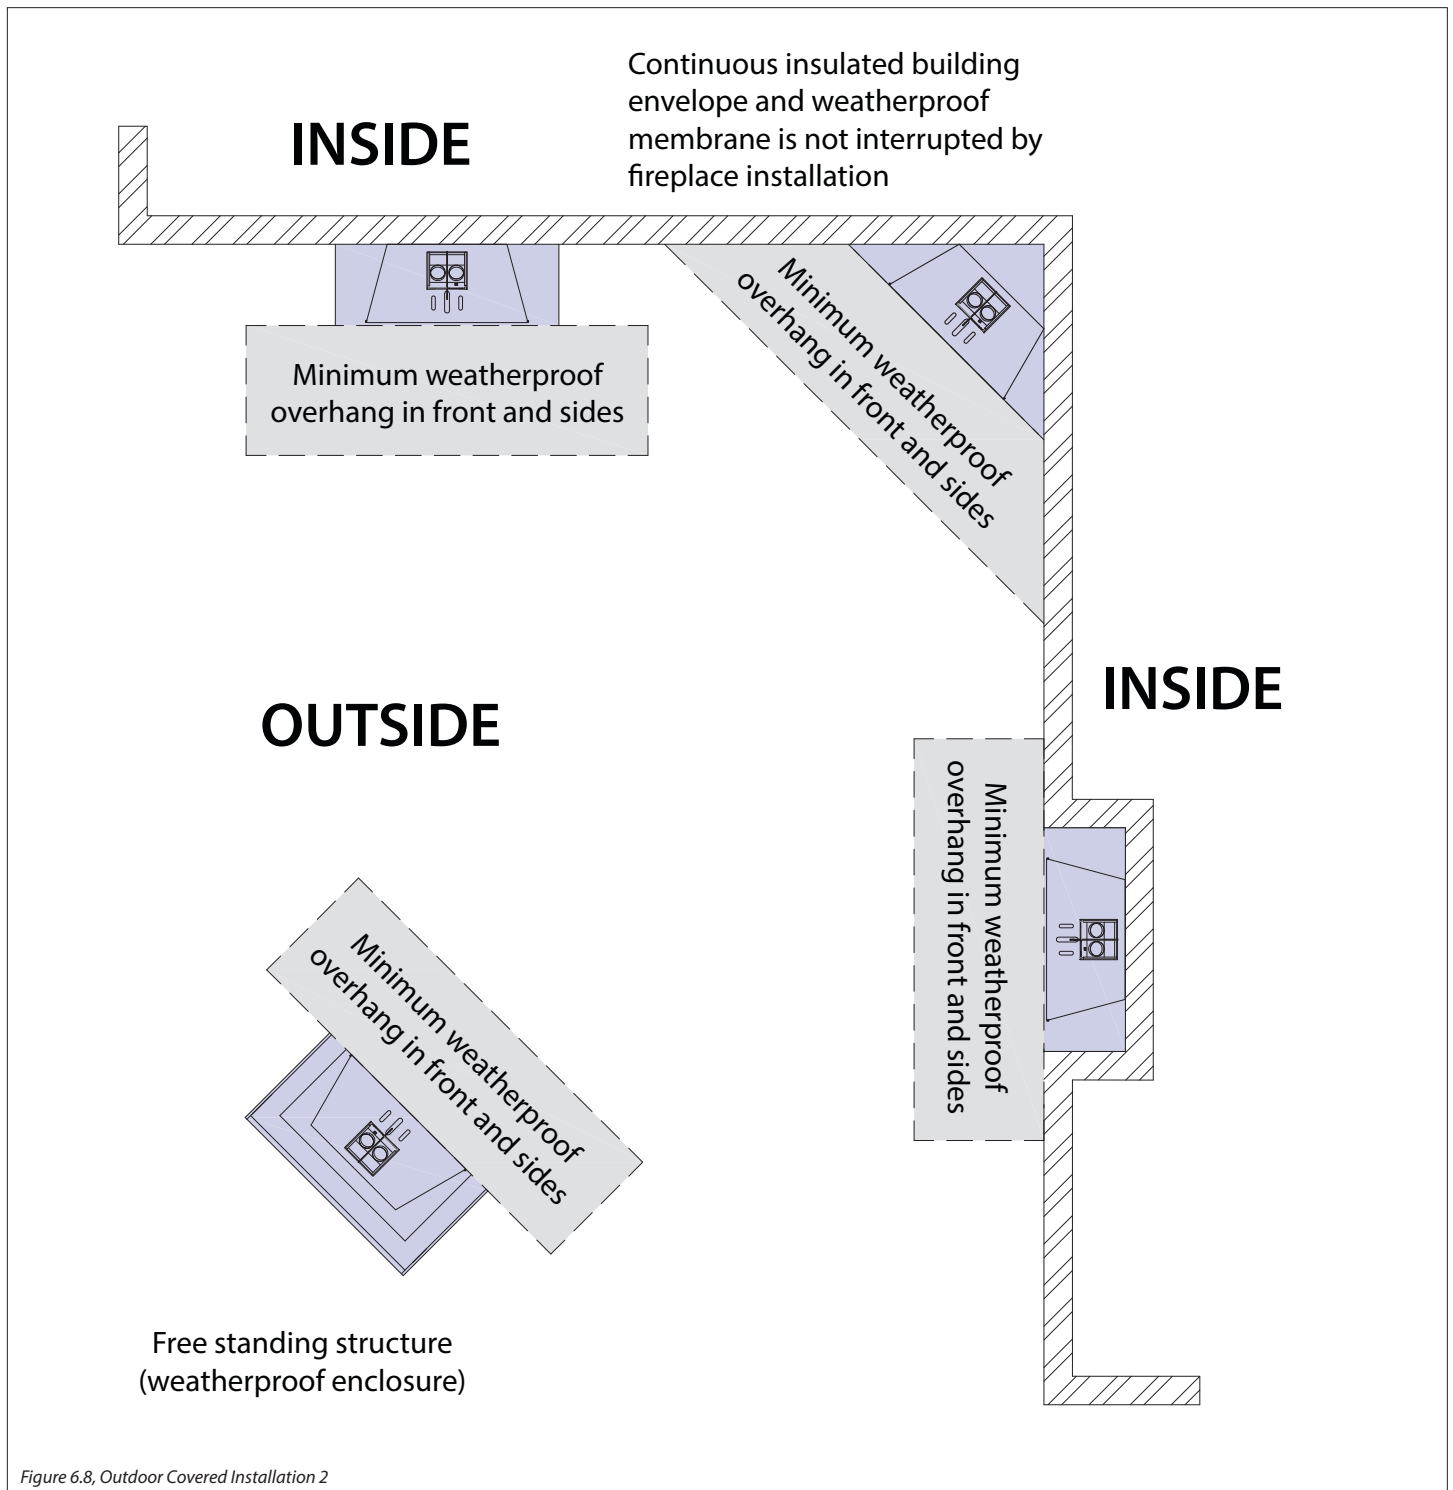 Continuous insulated building
envelope and weatherproof
membrane is not interrupted by
fireplace installation
INSIDE
Minimum weatherproof
overhang in front and sides
Minimum weatherproof
overhang in front and sides
INSIDE
OUTSIDE
Minimum weatherproof
overhang in front and sides
Minimum weatherproof
overhang in front and sides
Free standing structure
(weatherproof enclosure)
Figure 6.8, Outdoor Covered Installation 2